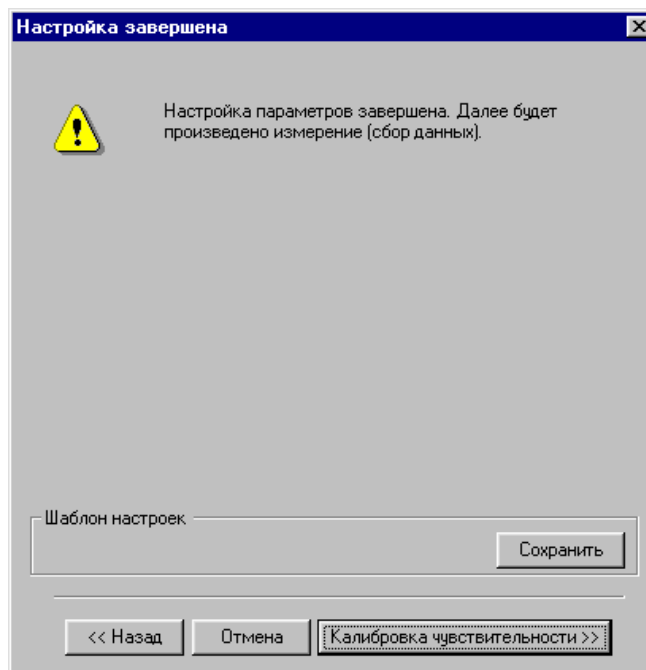 Настройка завершена
Настройка параметров завершена. Далее будет
произведено измерение (сбор данных).
Шаблон настроек
Сохранить
<< Назад
Отмена
Калибровка чувствительности >>